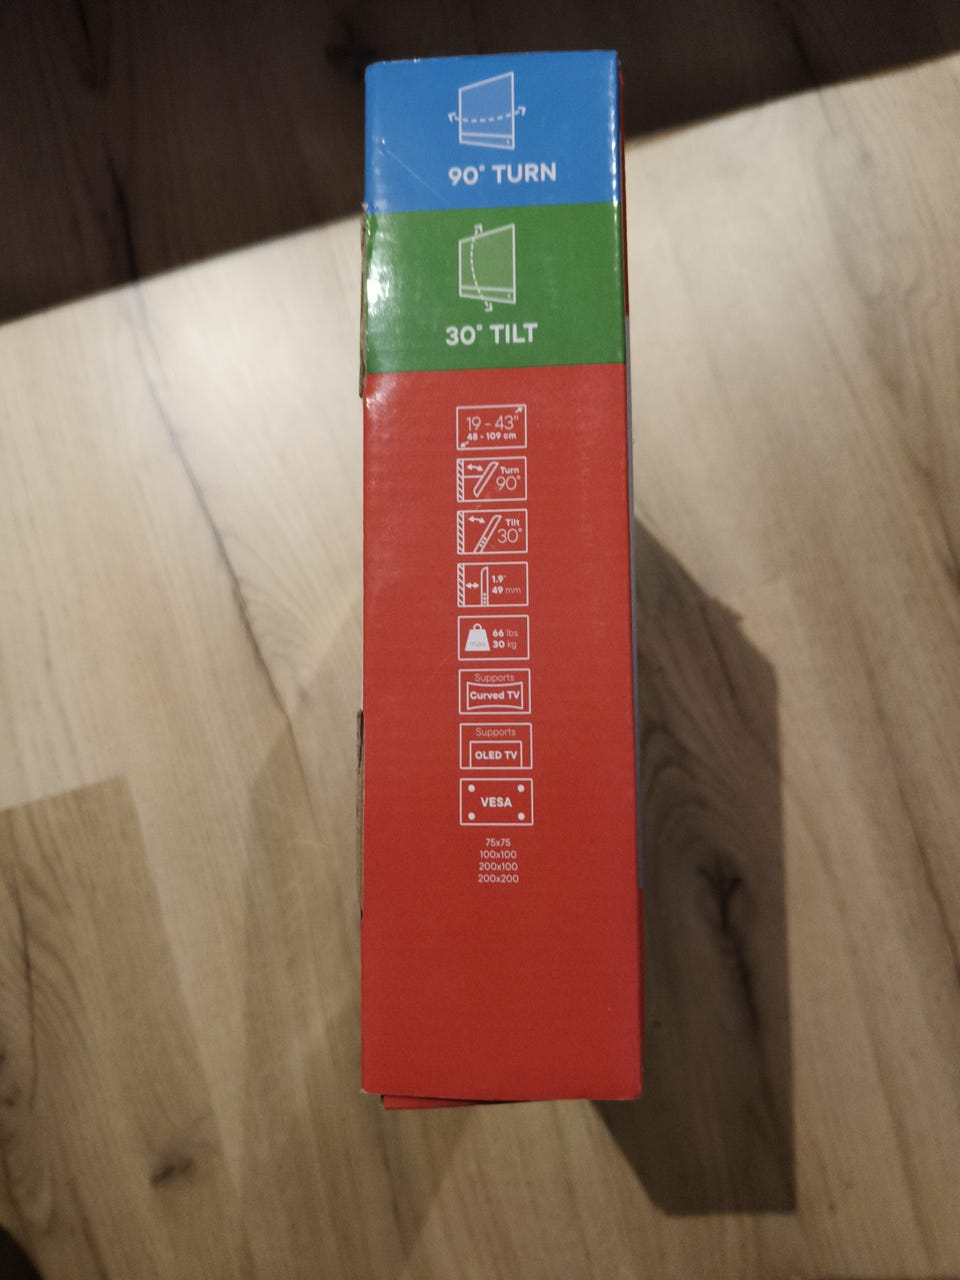 90° TURN
30° TILT
19 - 43"
48 - 109 cm
Turn
90°
Tilt
30°
1.9"
49 mm
max
66 lbs
30 kg
Supports
Curved TV
Supports
OLED TV
VESA
75x75
100x100
200x100
200x200